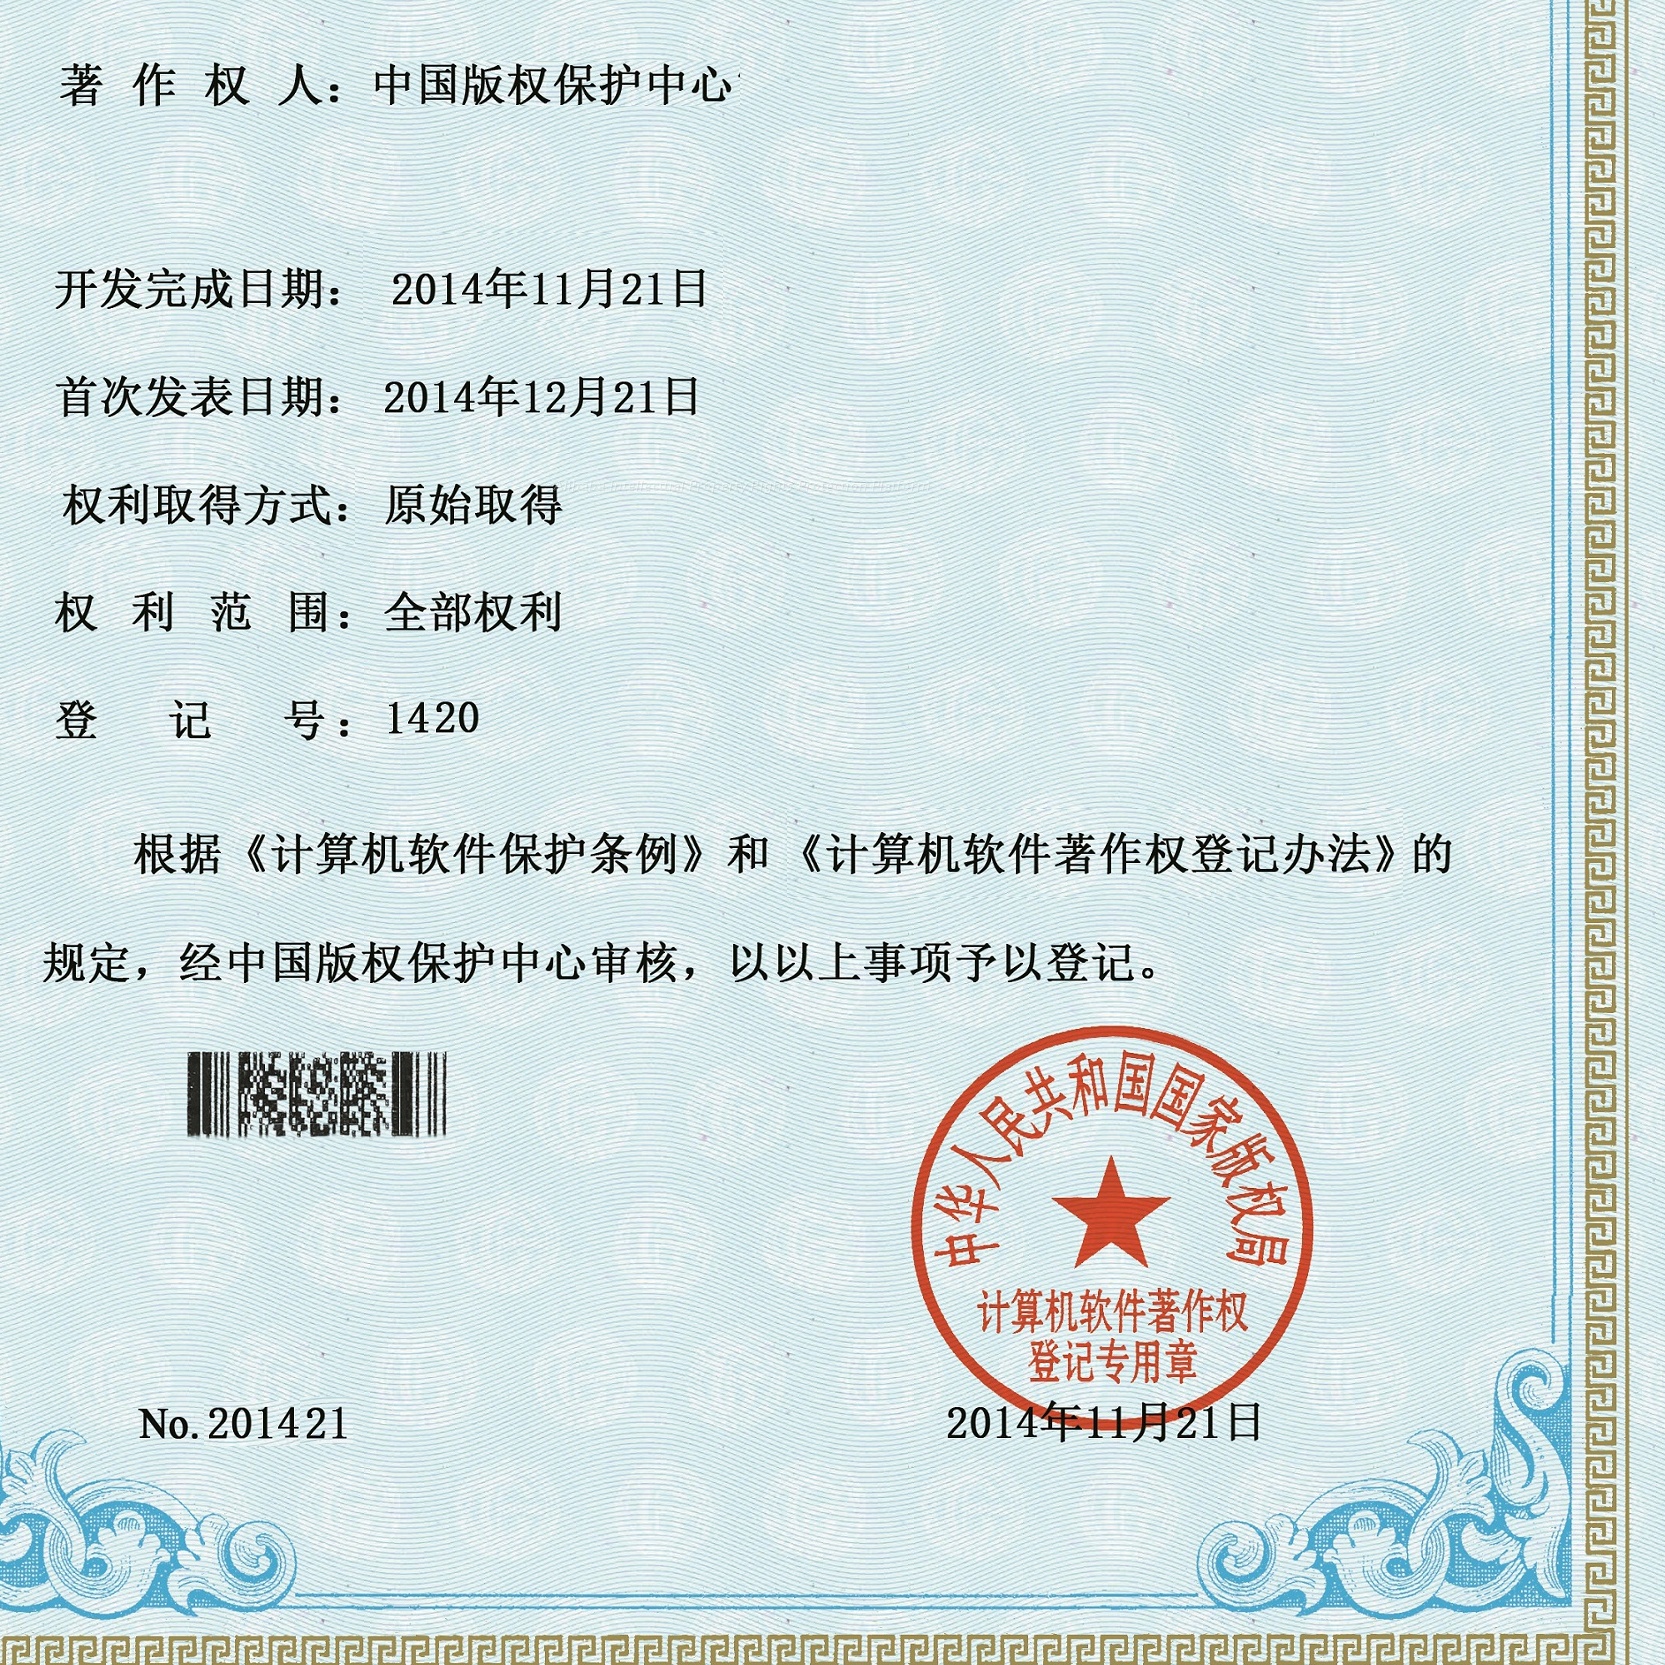 著作权人：中国版权保护中心
开发完成日期： 2014年11月21日
首次发表日期： 2014年12月21日
权利取得方式： 原始取得
权利范围： 全部权利
登记号： 1420
根据《计算机软件保护条例》和《计算机软件著作权登记办法》的
规定，经中国版权保护中心审核，以以上事项予以登记。
中华人民共和国国家版权局
计算机软件著作权
登记专用章
No. 201421
2014年11月21日